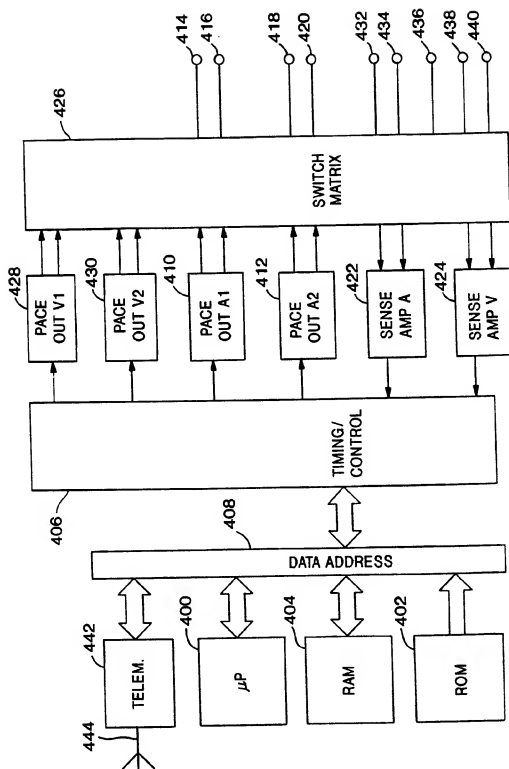 444
442
TELEM.
400
μP
404
RAM
402
ROM
408
DATA ADDRESS
406
TIMING/
CONTROL
428
PACE
OUT V1
430
PACE
OUT V2
410
PACE
OUT A1
412
PACE
OUT A2
422
SENSE
AMP A
424
SENSE
AMP V
426
SWITCH
MATRIX
414
416
418
420
432
434
436
438
440